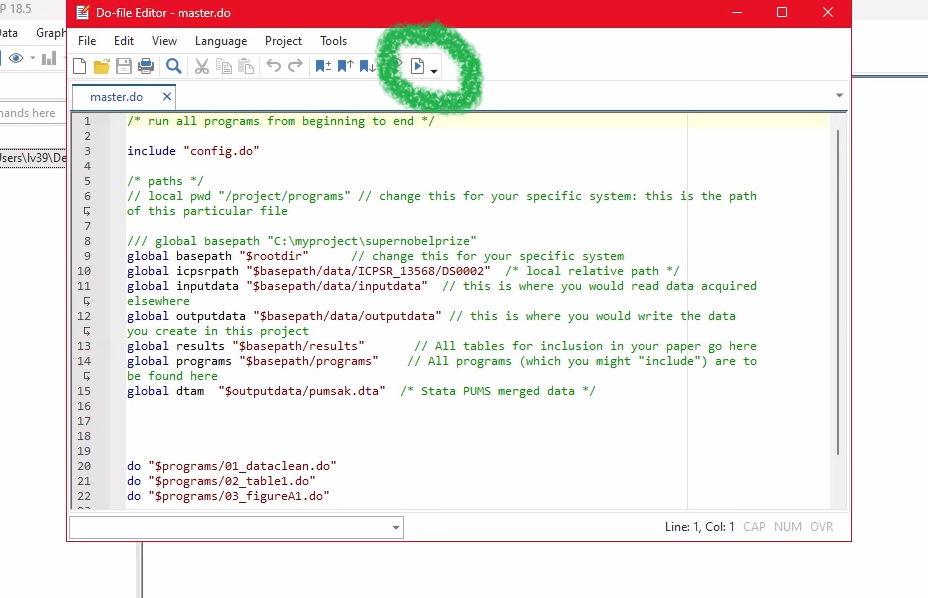 P 18.5
Do-file Editor - master.do
ata Graph
File Edit View Language Project Tools
mands here
master.do
sers\lv39\De
1 /* run all programs from beginning to end */
2
3 include "config.do"
4
5 /* paths */
6 // local pwd "/project/programs" // change this for your specific system: this is the path
of this particular file
7
8 /// global basepath "C:\myproject\supernobelprize"
9 global basepath "$rootdir" // change this for your specific system
10 global icpsrpath "$basepath/data/ICPSR_13568/DS0002" /* local relative path */
11 global inputdata "$basepath/data/inputdata" // this is where you would read data acquired
elsewhere
12 global outputdata "$basepath/data/outputdata" // this is where you would write the data
you create in this project
13 global results "$basepath/results" // All tables for inclusion in your paper go here
14 global programs "$basepath/programs" // All programs (which you might "include") are to
be found here
15 global dtam "$outputdata/pumsak.dta" /* Stata PUMS merged data */
16
17
18
19
20 do "$programs/01_dataclean.do"
21 do "$programs/02_table1.do"
22 do "$programs/03_figureA1.do"
Line: 1, Col: 1 CAP NUM OVR